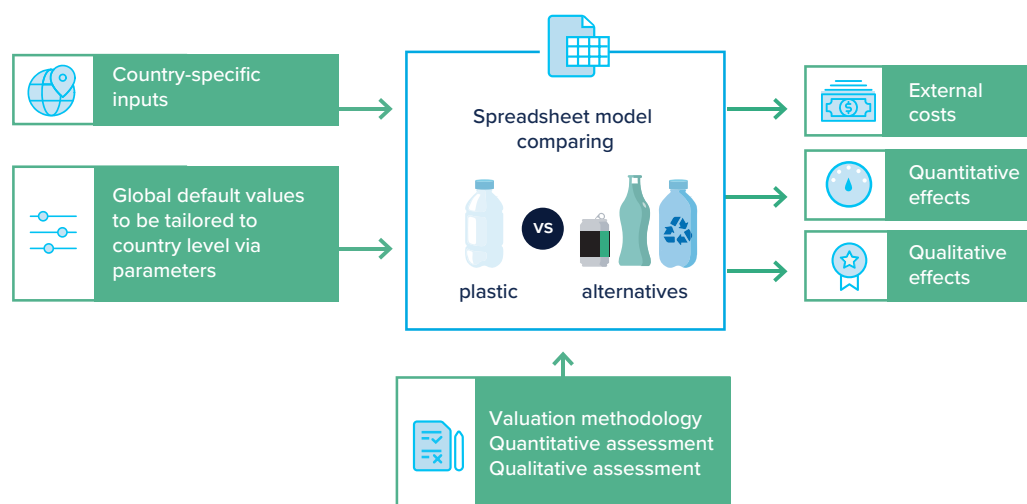 Country-specific
inputs
Global default values
to be tailored to
country level via
parameters
Spreadsheet model
comparing
VS
plastic
alternatives
Valuation methodology
Quantitative assessment
Qualitative assessment
External
costs
Quantitative
effects
Qualitative
effects